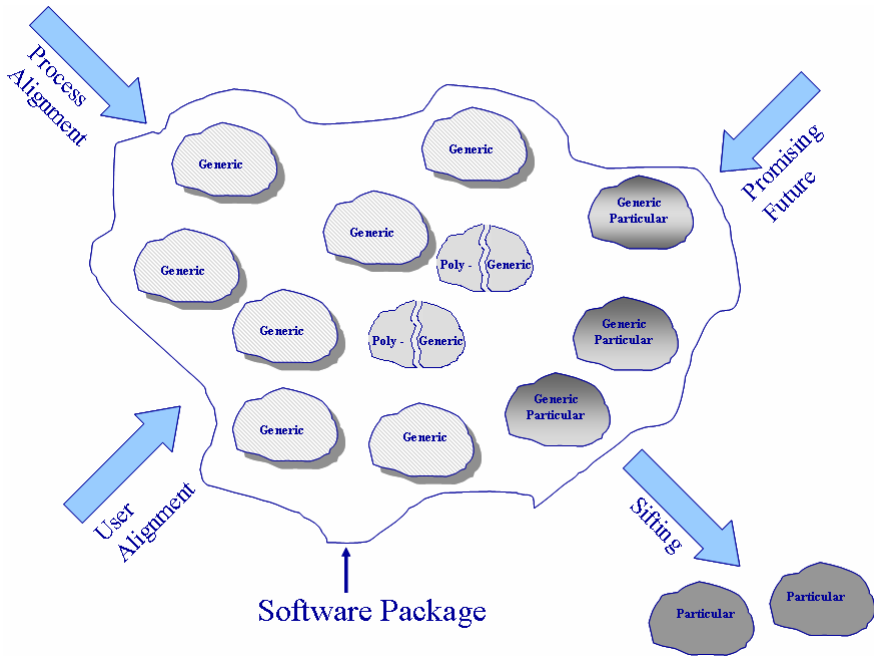 Process
Alignment
Promising
Future
Generic
Generic
Generic
Particular
Generic
Poly -
Generic
Generic
Generic
Poly -
Generic
Generic
Particular
Generic
Particular
Generic
Generic
User
Alignment
Sifting
Software Package
Particular
Particular